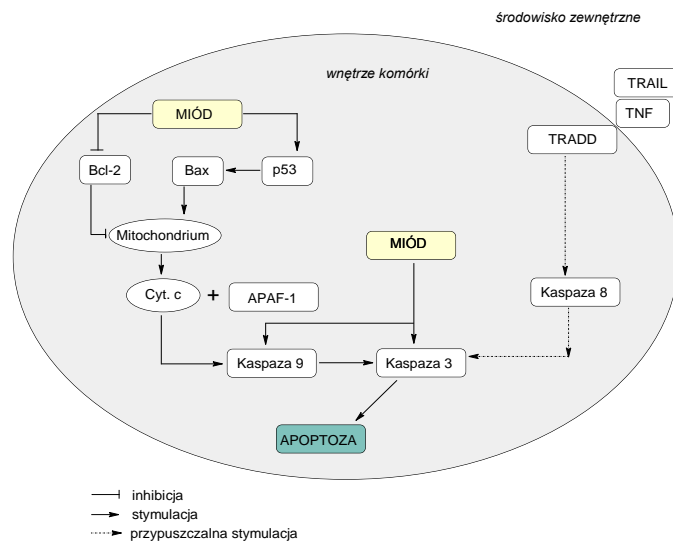 środowisko zewnętrzne
wnętrze komórki
TRAIL
TNF
MIÓD
TRADD
Bcl-2
Bax
p53
Mitochondrium
MIÓD
Cyt. c
+
APAF-1
Kaspaza 8
Kaspaza 9
Kaspaza 3
APOPTOZA
inhibicja
stymulacja
przypuszczalna stymulacja